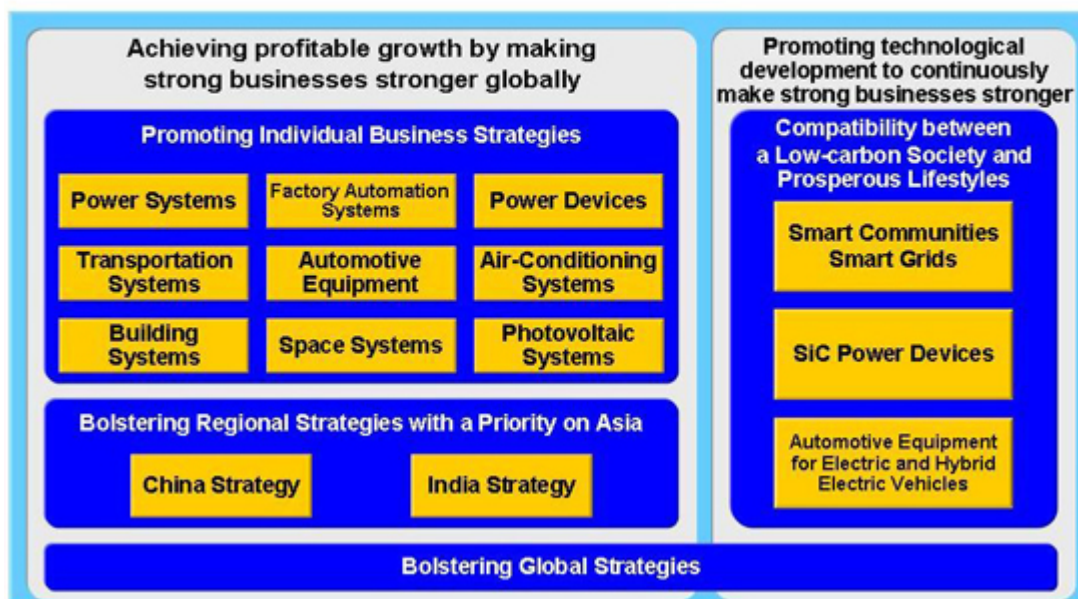 Achieving profitable growth by making
strong businesses stronger globally
Promoting Individual Business Strategies
Power Systems
Factory Automation
Systems
Power Devices
Transportation
Systems
Automotive
Equipment
Air-Conditioning
Systems
Building
Systems
Space Systems
Photovoltaic
Systems
Bolstering Regional Strategies with a Priority on Asia
China Strategy
India Strategy
Promoting technological
development to continuously
make strong businesses stronger
Compatibility between
a Low-carbon Society and
Prosperous Lifestyles
Smart Communities
Smart Grids
SiC Power Devices
Automotive Equipment
for Electric and Hybrid
Electric Vehicles
Bolstering Global Strategies